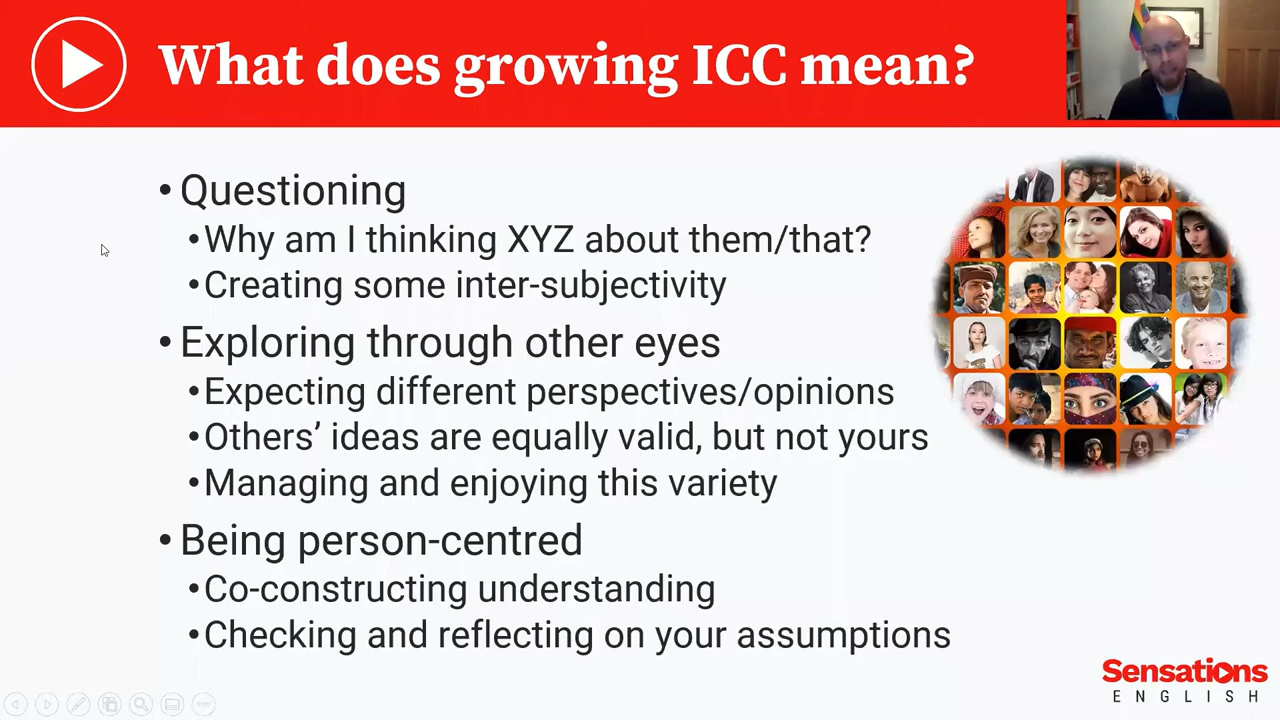 What does growing ICC mean?
• Questioning
• Why am I thinking XYZ about them/that?
• Creating some inter-subjectivity
• Exploring through other eyes
• Expecting different perspectives/opinions
• Others’ ideas are equally valid, but not yours
• Managing and enjoying this variety
• Being person-centred
• Co-constructing understanding
• Checking and reflecting on your assumptions
Sensations
ENGLISH